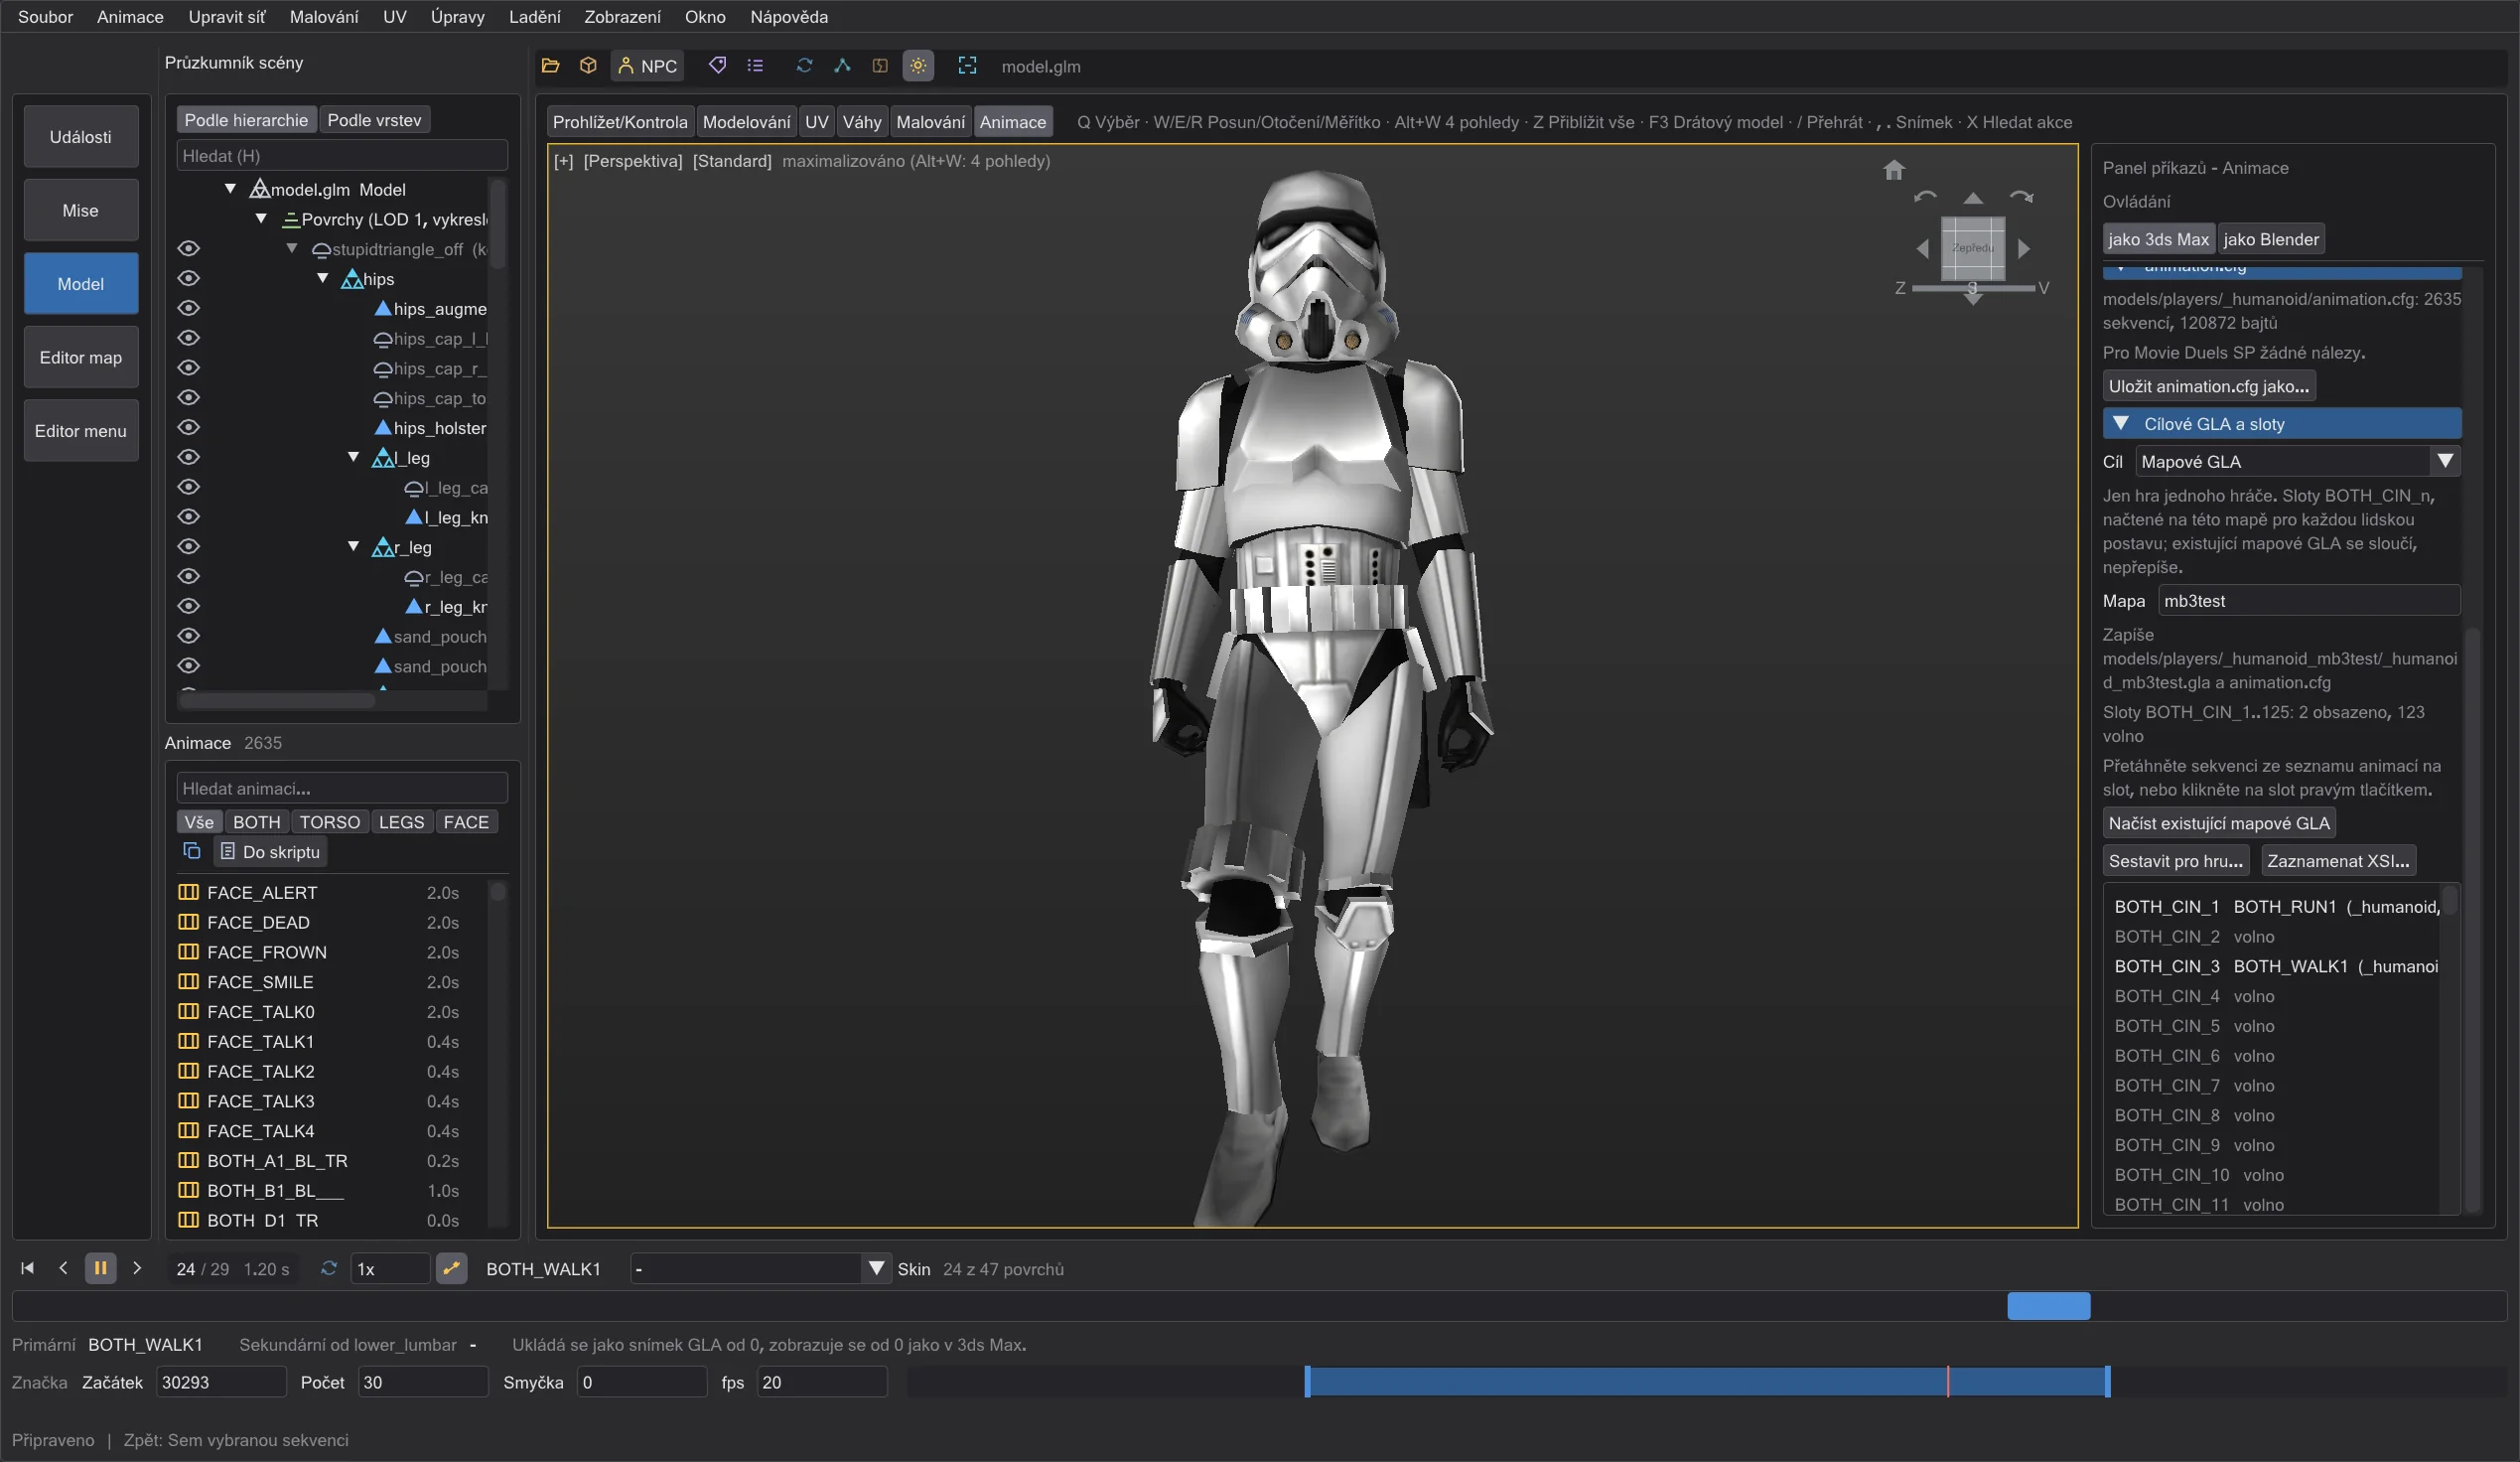 Soubor Animace Upravit síť Malování UV Úpravy Ladění Zobrazení Okno Nápověda
Průzkumník scény
NPC model.glm
Události
Mise
Model
Editor map
Editor menu
Podle hierarchie Podle vrstev
Hledat (H)
model.glm Model
Povrchy (LOD 1, vykresl
stupidtriangle_off (k
hips
hips_augme
hips_cap_l_
hips_cap_r_
hips_cap_to
hips_holster
l_leg
l_leg_ca
l_leg_kn
r_leg
r_leg_ca
r_leg_kn
sand_pouch
sand_pouch
Animace 2635
Hledat animaci...
Vše BOTH TORSO LEGS FACE
Do skriptu
FACE_ALERT 2.0s
FACE_DEAD 2.0s
FACE_FROWN 2.0s
FACE_SMILE 2.0s
FACE_TALK0 2.0s
FACE_TALK1 0.4s
FACE_TALK2 0.4s
FACE_TALK3 0.4s
FACE_TALK4 0.4s
BOTH_A1_BL_TR 0.2s
BOTH_B1_BL___ 1.0s
BOTH_D1_TR 0.0s
Prohlížet/Kontrola Modelování UV Váhy Malování Animace Q Výběr · W/E/R Posun/Otočení/Měřítko · Alt+W 4 pohledy · Z Přiblížit vše · F3 Drátový model · / Přehrát · , . Snímek · X Hledat akce
[+] [Perspektiva] [Standard] maximalizováno (Alt+W: 4 pohledy)
Zepředu
Z S V
Panel příkazů - Animace
Ovládání
jako 3ds Max jako Blender
animation.cfg
models/players/_humanoid/animation.cfg: 2635
sekvencí, 120872 bajtů
Pro Movie Duels SP žádné nálezy.
Uložit animation.cfg jako...
Cílové GLA a sloty
Cíl Mapové GLA
Jen hra jednoho hráče. Sloty BOTH_CIN_n,
načtené na této mapě pro každou lidskou
postavu; existující mapové GLA se sloučí,
nepřepíše.
Mapa mb3test
Zapíše
models/players/_humanoid_mb3test/_humanoi
d_mb3test.gla a animation.cfg
Sloty BOTH_CIN_1..125: 2 obsazeno, 123
volno
Přetáhněte sekvenci ze seznamu animací na
slot, nebo klikněte na slot pravým tlačítkem.
Načíst existující mapové GLA
Sestavit pro hru... Zaznamenat XSI...
BOTH_CIN_1 BOTH_RUN1 (_humanoid,
BOTH_CIN_2 volno
BOTH_CIN_3 BOTH_WALK1 (_humanoi
BOTH_CIN_4 volno
BOTH_CIN_5 volno
BOTH_CIN_6 volno
BOTH_CIN_7 volno
BOTH_CIN_8 volno
BOTH_CIN_9 volno
BOTH_CIN_10 volno
BOTH_CIN_11 volno
24 / 29 1.20 s 1x BOTH_WALK1 - Skin 24 z 47 povrchů
Primární BOTH_WALK1 Sekundární od lower_lumbar - Ukládá se jako snímek GLA od 0, zobrazuje se od 0 jako v 3ds Max.
Značka Začátek 30293 Počet 30 Smyčka 0 fps 20
Připraveno | Zpět: Sem vybranou sekvenci